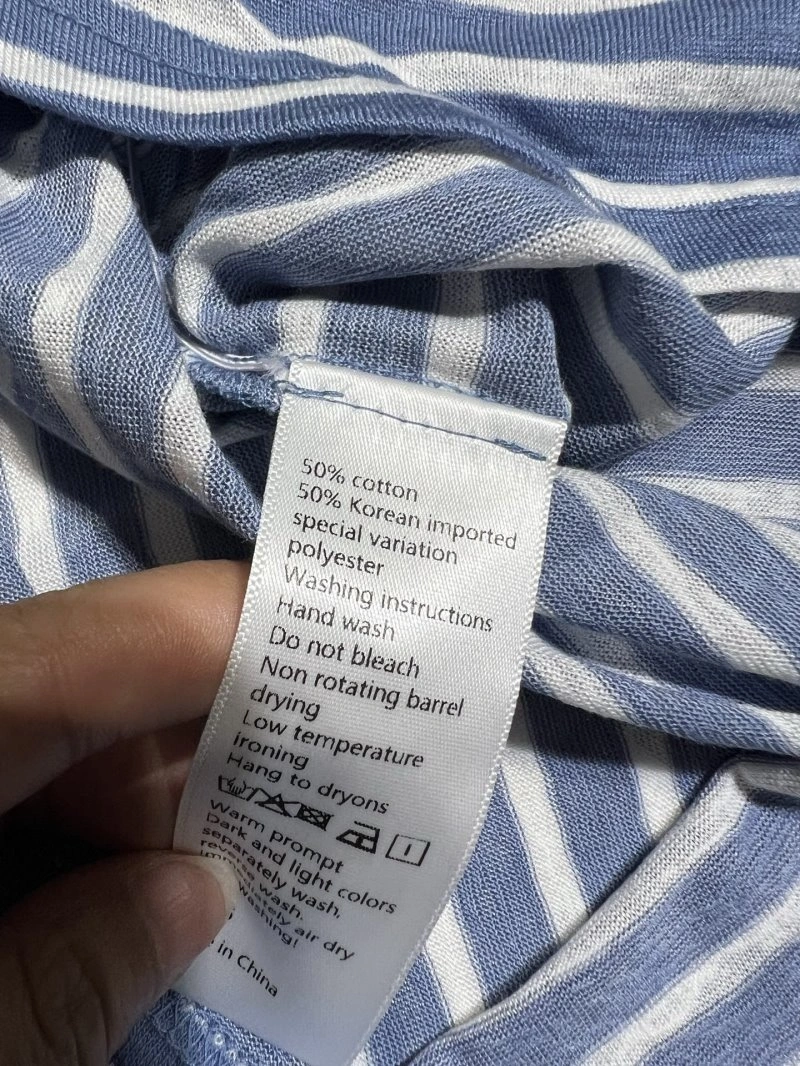 50% cotton
50% Korean imported
special variation
polyester
Washing instructions
Hand wash
Do not bleach
Non rotating barrel
drying
Low temperature
ironing
Hang to dryons
Warm prompt
Dark and light colors
separately wash,
reverse wash.
air dry
in China